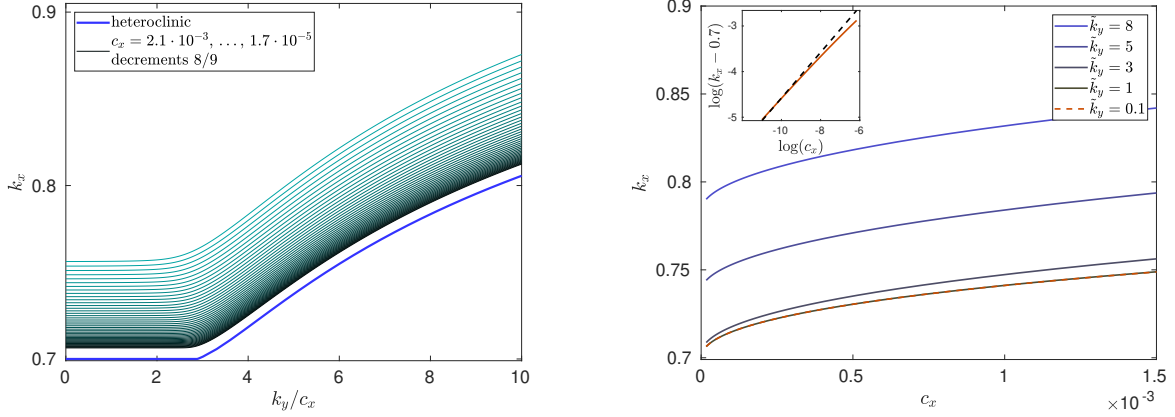 0.9
0.8
0.7
k_x
0 2 4 6 8 10
k_y/c_x
heteroclinic
c_x = 2.1 · 10^{-3}, ..., 1.7 · 10^{-5}
decrements 8/9
0.9
0.85
0.8
0.75
0.7
k_x
0 0.5 1 1.5
×10^{-3}
c_x
-3
-4
-5
log(k_x − 0.7)
-10 -8 -6
log(c_x)
k̃_y = 8
k̃_y = 5
k̃_y = 3
k̃_y = 1
k̃_y = 0.1